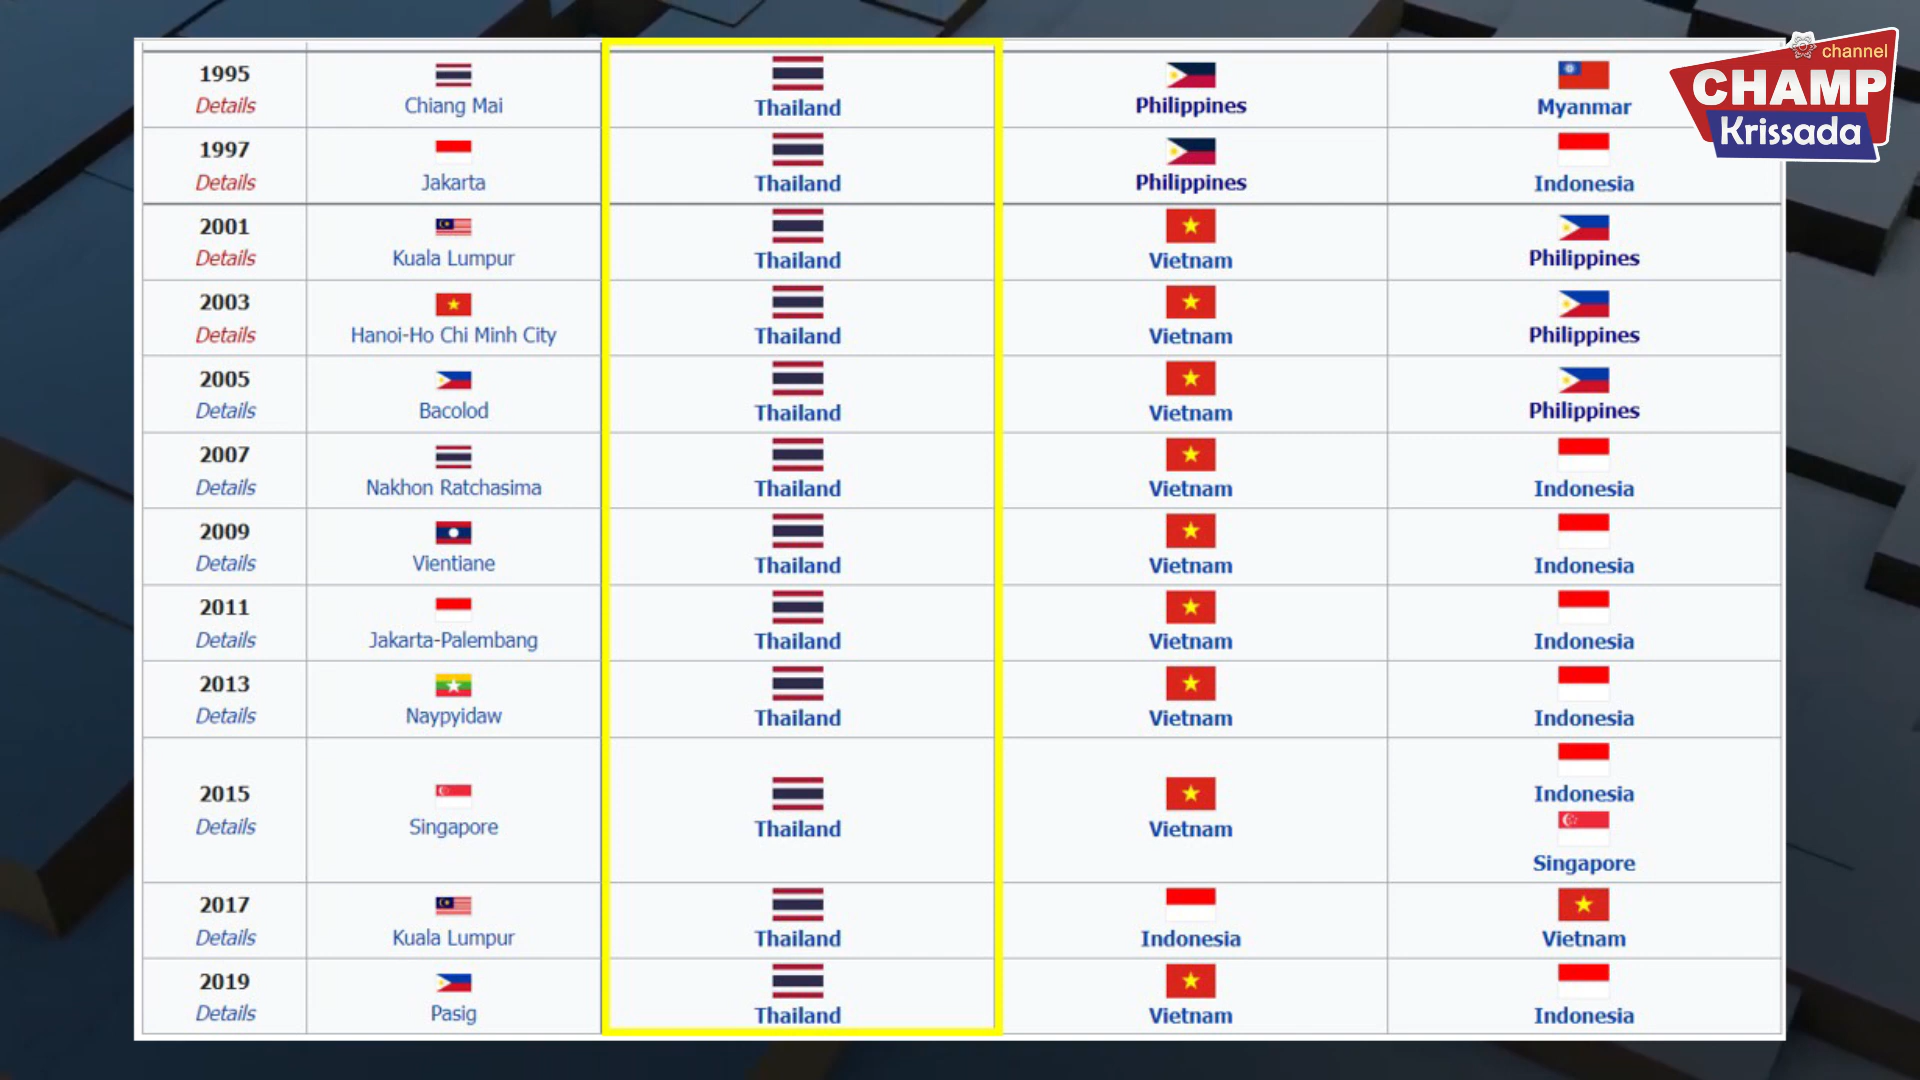 channel
CHAMP
Krissada
1995
Details
Chiang Mai
Thailand
Philippines
Myanmar
1997
Details
Jakarta
Thailand
Philippines
Indonesia
2001
Details
Kuala Lumpur
Thailand
Vietnam
Philippines
2003
Details
Hanoi-Ho Chi Minh City
Thailand
Vietnam
Philippines
2005
Details
Bacolod
Thailand
Vietnam
Philippines
2007
Details
Nakhon Ratchasima
Thailand
Vietnam
Indonesia
2009
Details
Vientiane
Thailand
Vietnam
Indonesia
2011
Details
Jakarta-Palembang
Thailand
Vietnam
Indonesia
2013
Details
Naypyidaw
Thailand
Vietnam
Indonesia
2015
Details
Singapore
Thailand
Vietnam
Indonesia
Singapore
2017
Details
Kuala Lumpur
Thailand
Indonesia
Vietnam
2019
Details
Pasig
Thailand
Vietnam
Indonesia